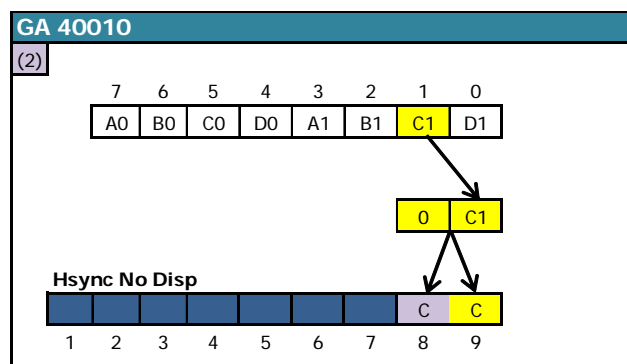 GA 40010
(2)
7 6 5 4 3 2 1 0
A0 B0 C0 D0 A1 B1 C1 D1
0 C1
Hsync No Disp
C C
1 2 3 4 5 6 7 8 9